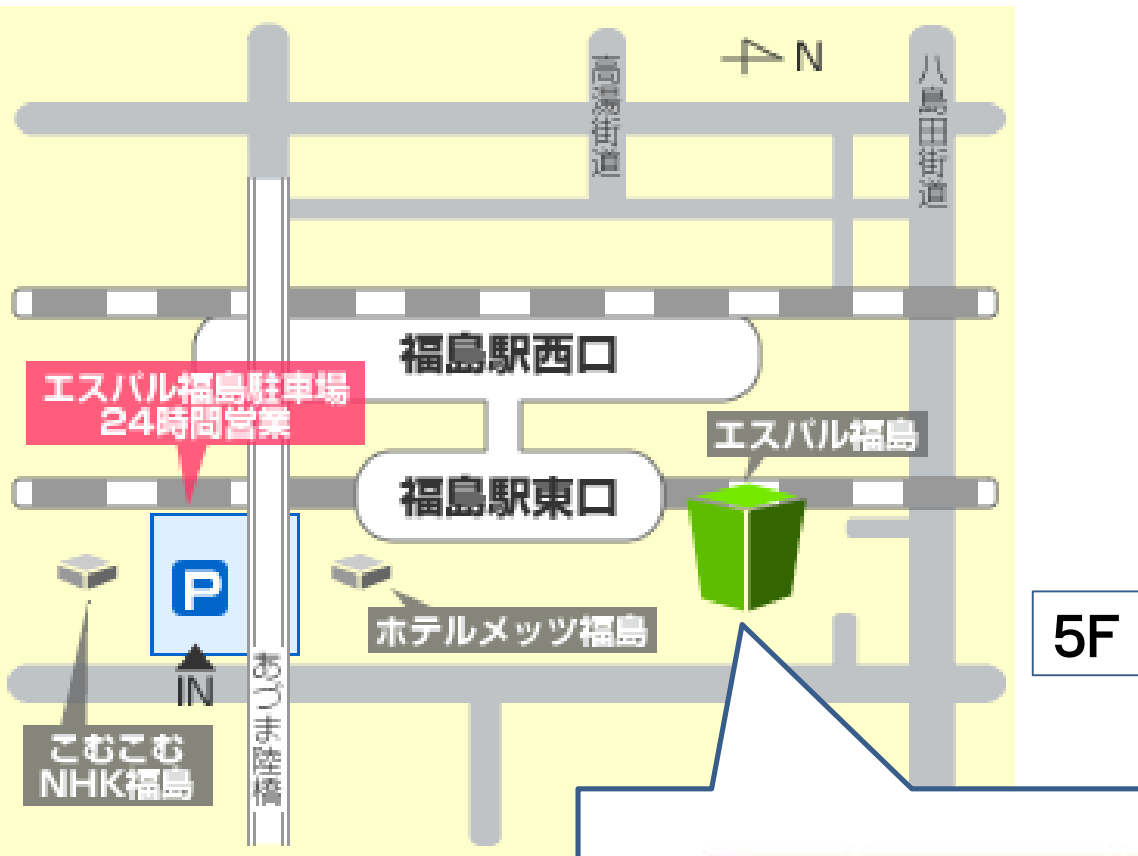 N
高湯街道
八島田街道
福島駅西口
エスパル福島駐車場
24時間営業
エスパル福島
福島駅東口
P
ホテルメッツ福島
5F
IN
あづま陸橋
こむこむ
NHK福島